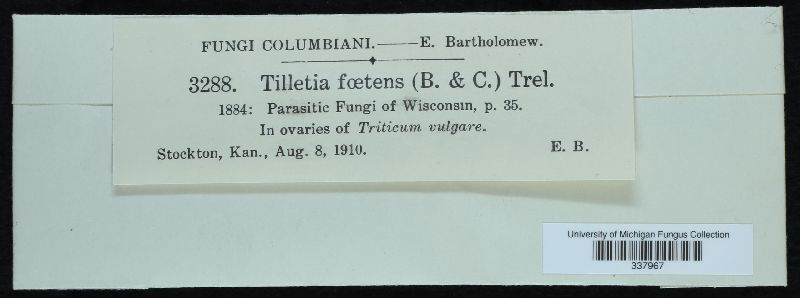 FUNGI COLUMBIANI.——E. Bartholomew.
3288. Tilletia fœtens (B. & C.) Trel.
1884: Parasitic Fungi of Wisconsin, p. 35.
In ovaries of Triticum vulgare.
Stockton, Kan., Aug. 8, 1910. E. B.
University of Michigan Fungus Collection
337967